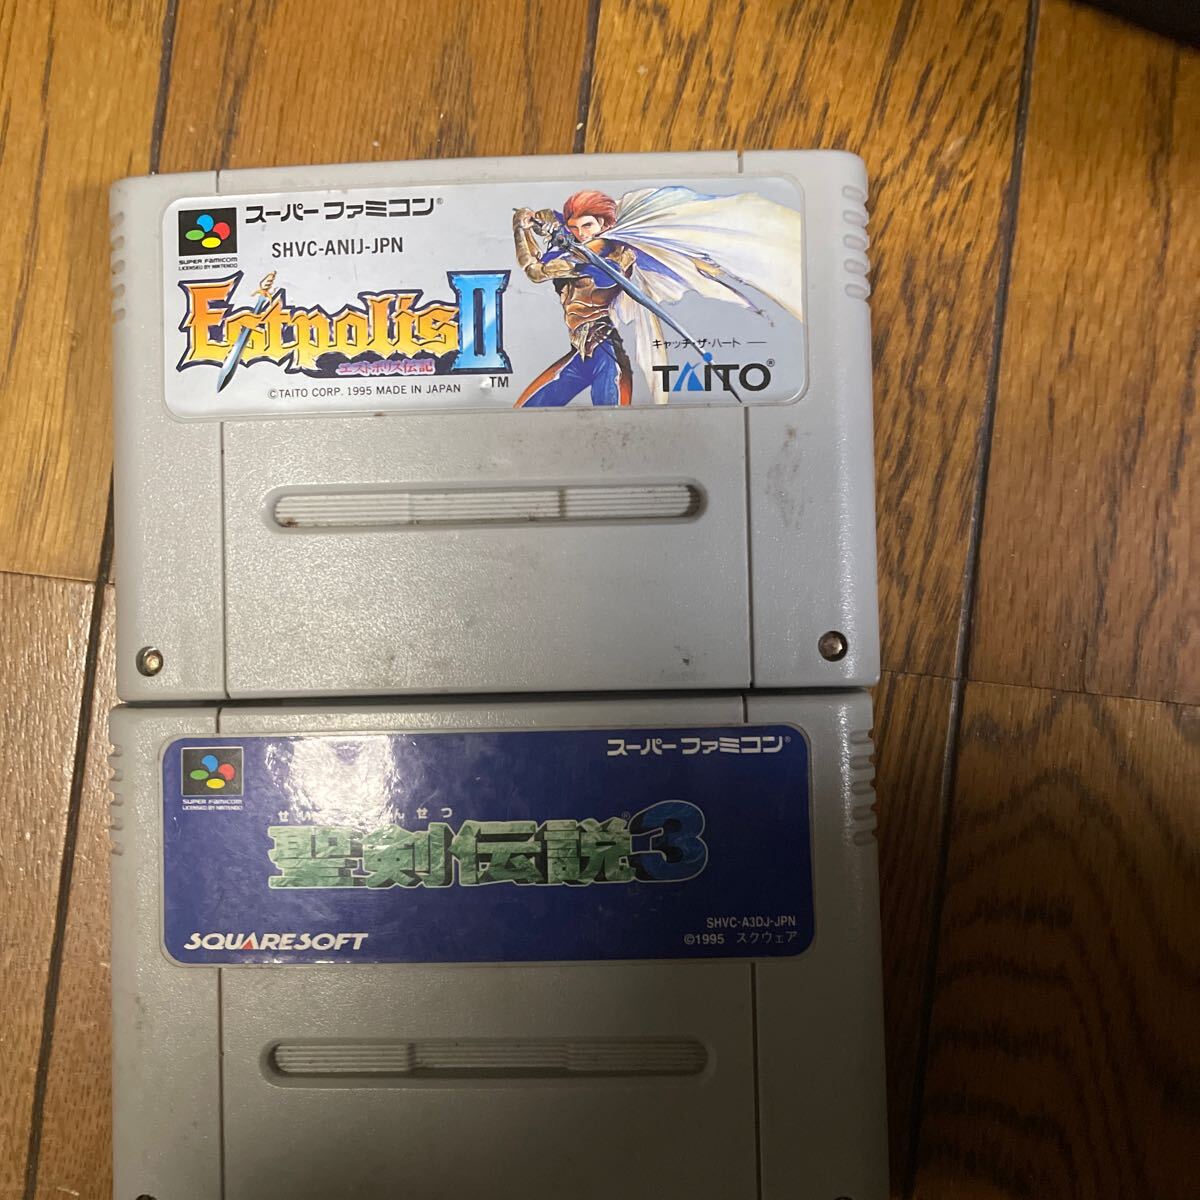 スーパーファミコン®
SHVC-ANIJ-JPN
SUPER FAMICOM
LICENSED BY NINTENDO
Estpolis II
エストポリス伝記
TM
©TAITO CORP. 1995 MADE IN JAPAN
キャッチ・ザ・ハート
TAITO®
スーパーファミコン®
SUPER FAMICOM
LICENSED BY NINTENDO
せい んせつ
聖剣伝説®3
SHVC-A3DJ-JPN
©1995 スクウェア
SQUARESOFT